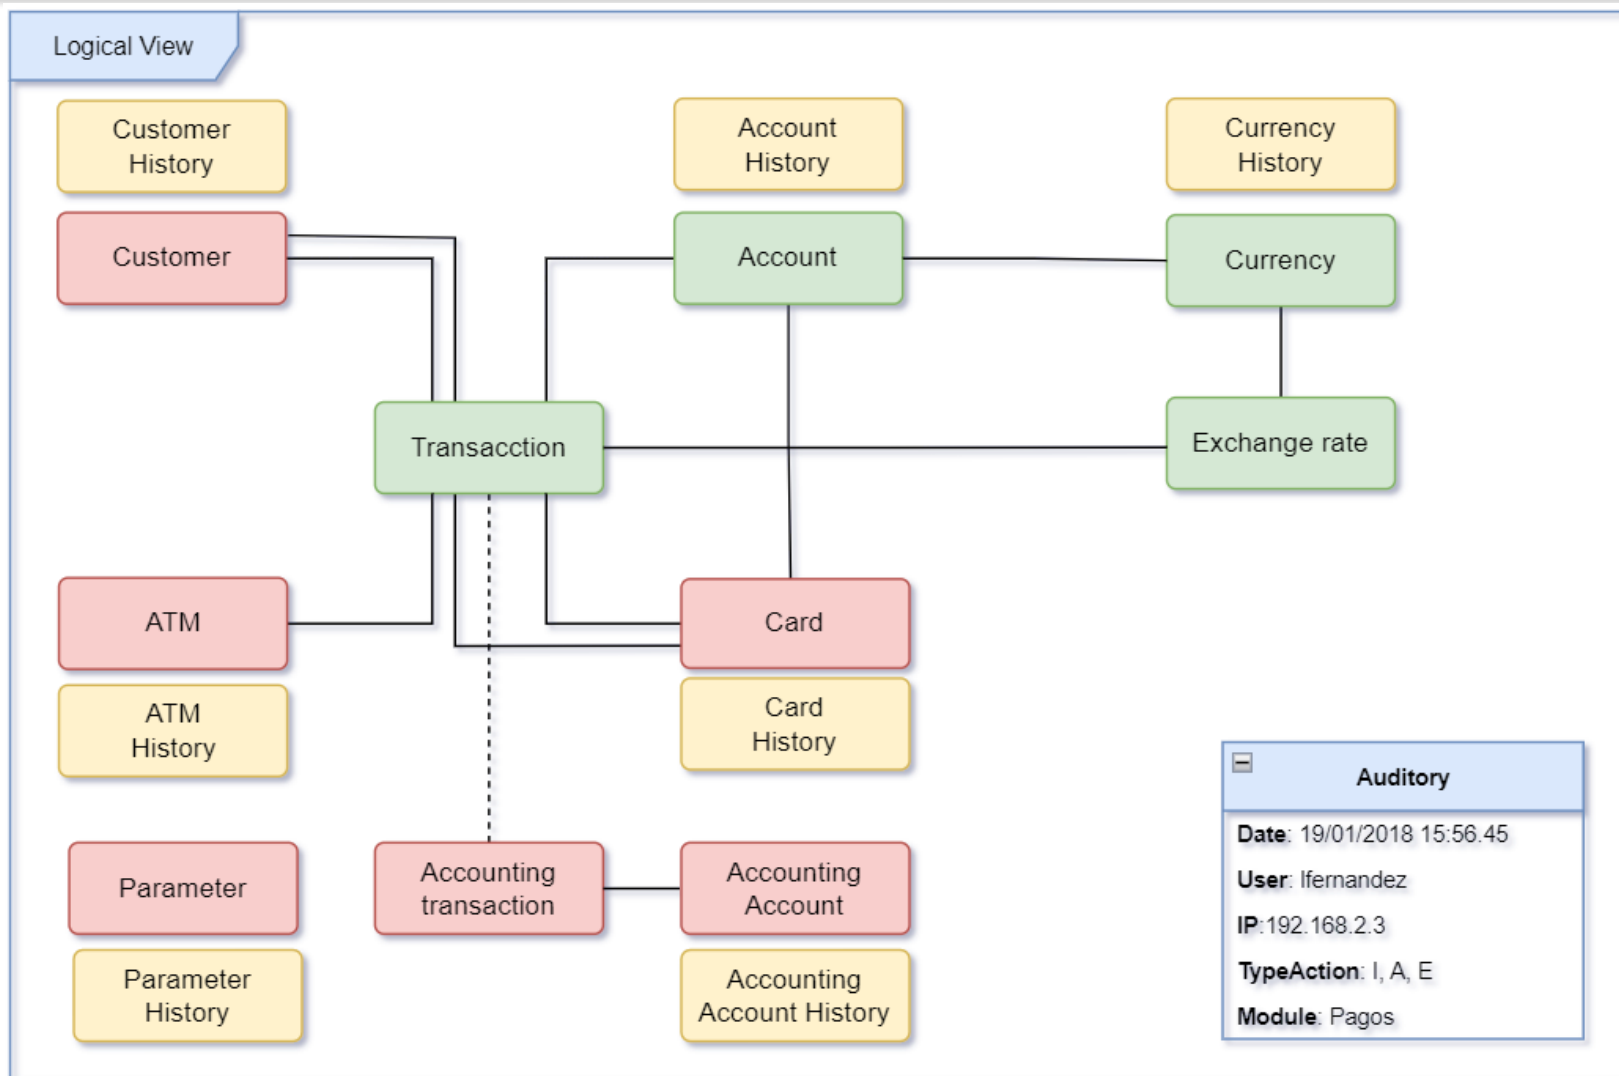 Logical View
Customer
History
Account
History
Currency
History
Customer
Account
Currency
Transacction
Exchange rate
ATM
Card
ATM
History
Card
History
Auditory
Date: 19/01/2018 15:56.45
User: lfernandez
IP:192.168.2.3
TypeAction: I, A, E
Module: Pagos
Parameter
Accounting
transaction
Accounting
Account
Parameter
History
Accounting
Account History